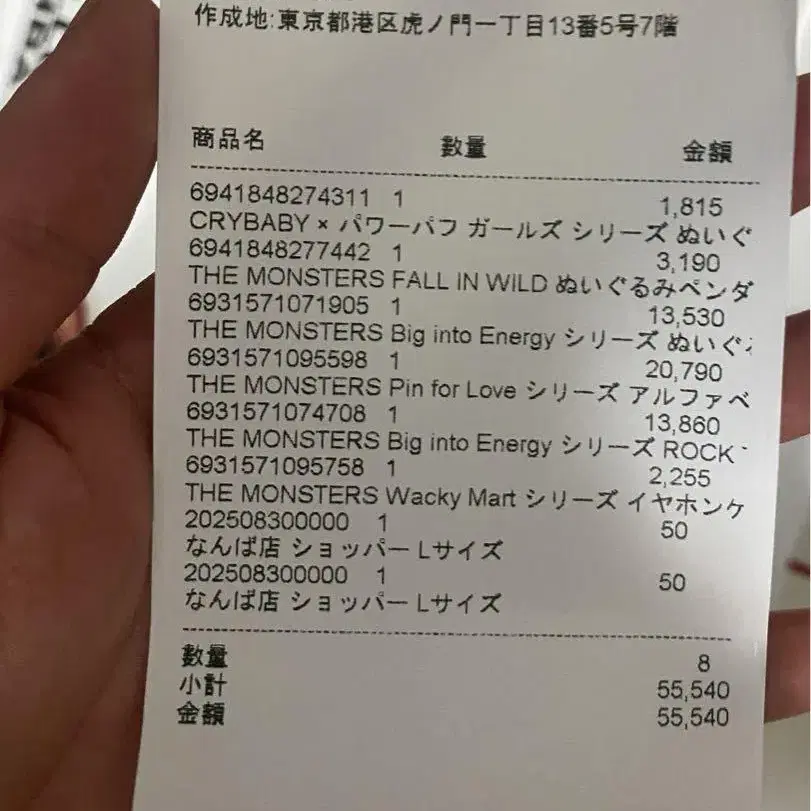 作成地:東京都港区虎ノ門一丁目13番5号7階
商品名 数量 金額
6941848274311 1 1,815
CRYBABY × パワーパフ ガールズ シリーズ ぬいぐ
6941848277442 1 3,190
THE MONSTERS FALL IN WILD ぬいぐるみペンダ
6931571071905 1 13,530
THE MONSTERS Big into Energy シリーズ ぬいぐ
6931571095598 1 20,790
THE MONSTERS Pin for Love シリーズ アルファベ
6931571074708 1 13,860
THE MONSTERS Big into Energy シリーズ ROCK
6931571095758 1 2,255
THE MONSTERS Wacky Mart シリーズ イヤホンケ
202508300000 1 50
なんば店 ショッパー Lサイズ
202508300000 1 50
なんば店 ショッパー Lサイズ
数量 8
小計 55,540
金額 55,540